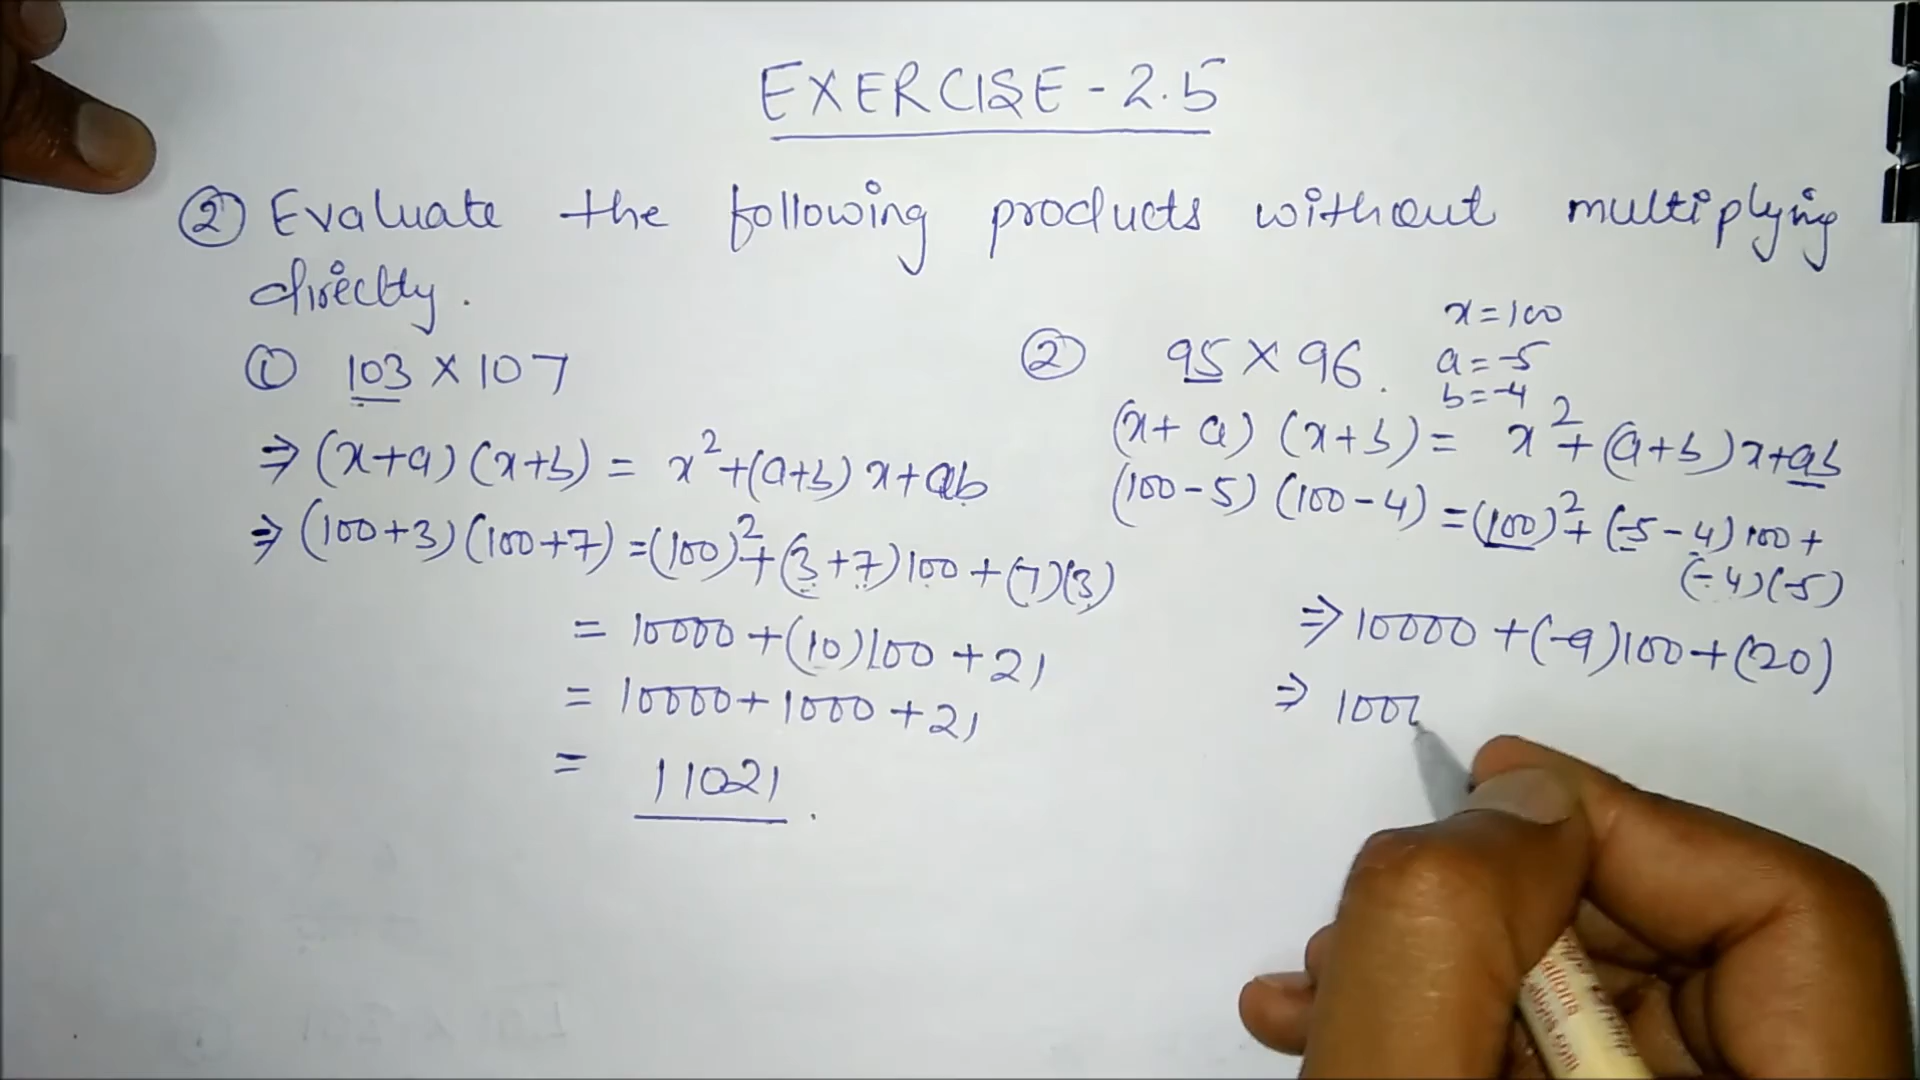 EXERCISE - 2.5
② Evaluate the following products without multiplying
directly.
① 103 × 107
⇒ (x+a) (x+b) = x²+(a+b) x+ab
⇒ (100+3) (100+7) = (100)²+(3+7)100+(7)(3)
= 10000 +(10)100 +21
= 10000+1000 +21
= 11021.
② 95 × 96.
x=100
a=-5
b=-4
(x+a) (x+b) = x²+(a+b)x+ab
(100-5) (100-4) = (100)²+(-5-4)100+
(-4)(-5)
⇒ 10000 +(-9)100+(20)
⇒ 100